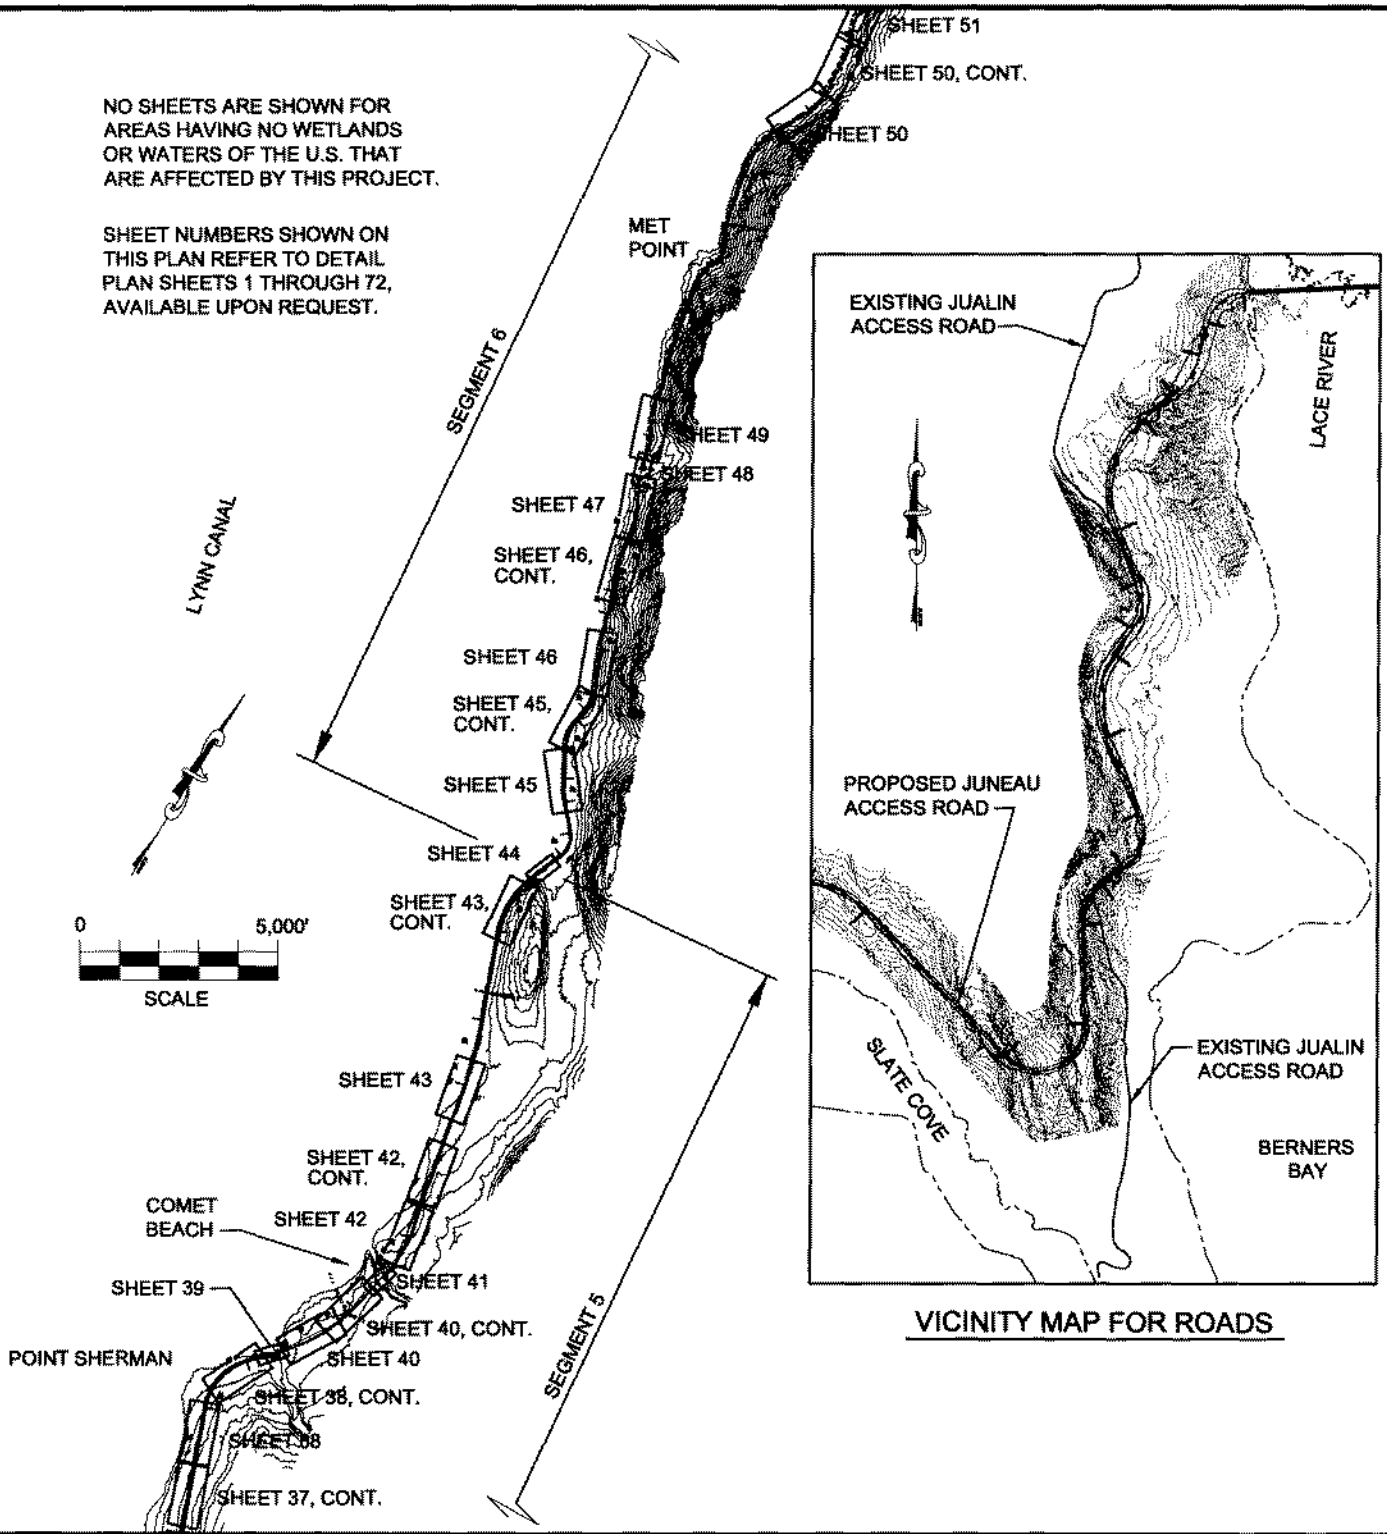 SHEET 51
SHEET 50, CONT.
SHEET 50
NO SHEETS ARE SHOWN FOR
AREAS HAVING NO WETLANDS
OR WATERS OF THE U.S. THAT
ARE AFFECTED BY THIS PROJECT.
SHEET NUMBERS SHOWN ON
THIS PLAN REFER TO DETAIL
PLAN SHEETS 1 THROUGH 72,
AVAILABLE UPON REQUEST.
MET
POINT
SEGMENT 6
SHEET 49
SHEET 48
SHEET 47
SHEET 46,
CONT.
LYNN CANAL
SHEET 46
SHEET 45,
CONT.
SHEET 45
SHEET 44
SHEET 43,
CONT.
0 5,000'
SCALE
SHEET 43
SHEET 42,
CONT.
COMET
BEACH
SHEET 42
SHEET 41
SHEET 39
SHEET 40, CONT.
SHEET 40
POINT SHERMAN
SHEET 38, CONT.
SHEET 38
SHEET 37, CONT.
SEGMENT 5
EXISTING JUALIN
ACCESS ROAD
LACE RIVER
PROPOSED JUNEAU
ACCESS ROAD
SLATE COVE
EXISTING JUALIN
ACCESS ROAD
BERNERS
BAY
VICINITY MAP FOR ROADS